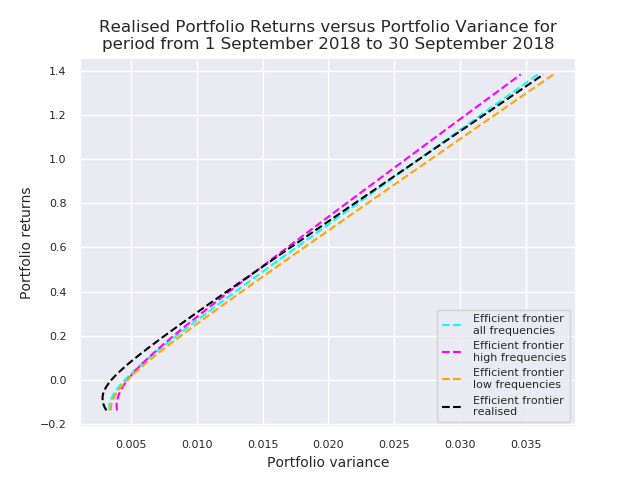 Realised Portfolio Returns versus Portfolio Variance for
period from 1 September 2018 to 30 September 2018
1.4
1.2
1.0
0.8
0.6
0.4
0.2
0.0
−0.2
Portfolio returns
Efficient frontier
all frequencies
Efficient frontier
high frequencies
Efficient frontier
low frequencies
Efficient frontier
realised
0.005 0.010 0.015 0.020 0.025 0.030 0.035
Portfolio variance